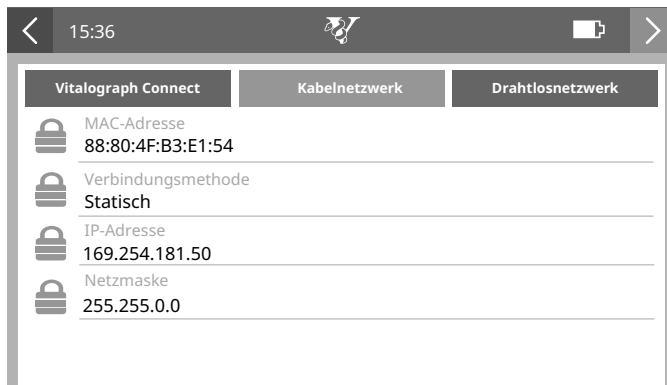 15:36
Vitalograph Connect Kabelnetzwerk Drahtlosnetzwerk
MAC-Adresse
88:80:4F:B3:E1:54
Verbindungsmethode
Statisch
IP-Adresse
169.254.181.50
Netzmaske
255.255.0.0